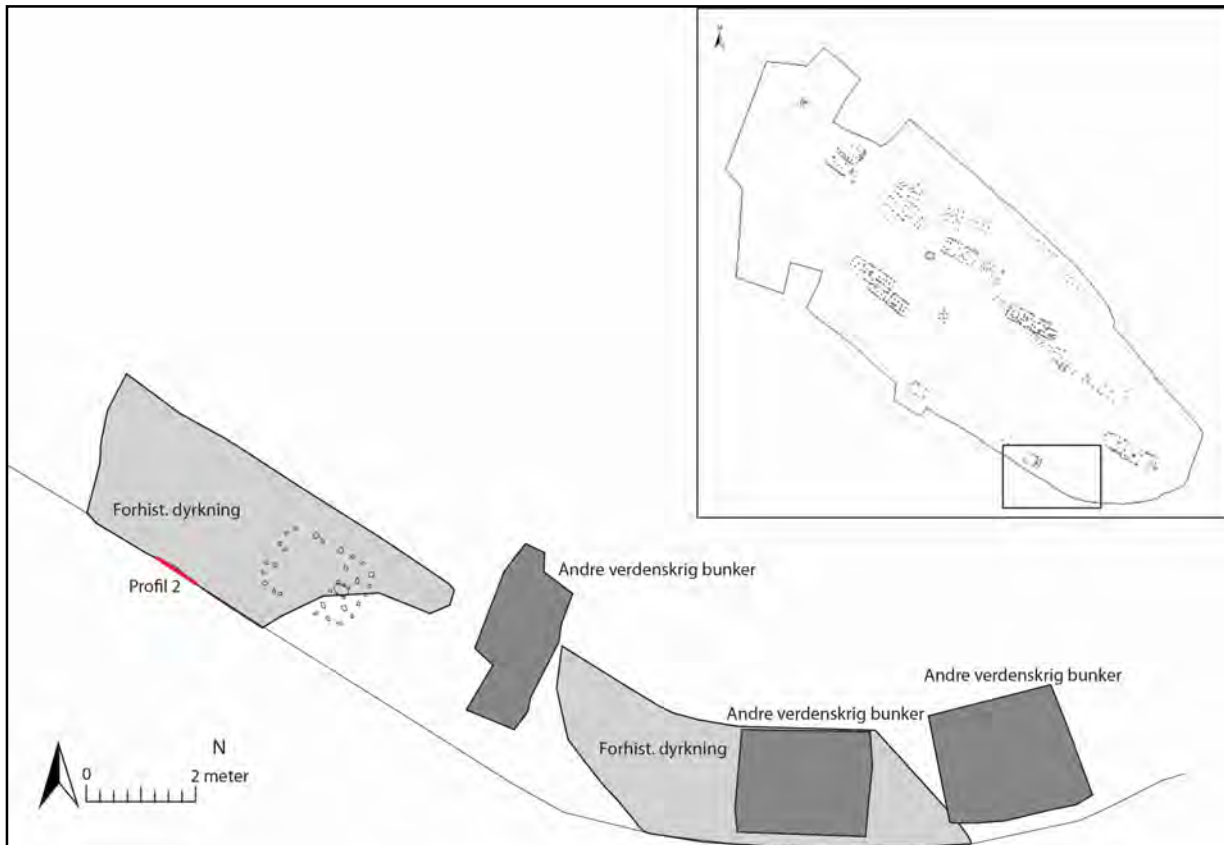 Forhist. dyrkning
Profil 2
Andre verdenskrig bunker
Andre verdenskrig bunker
Andre verdenskrig bunker
Forhist. dyrkning
N
0
2 meter